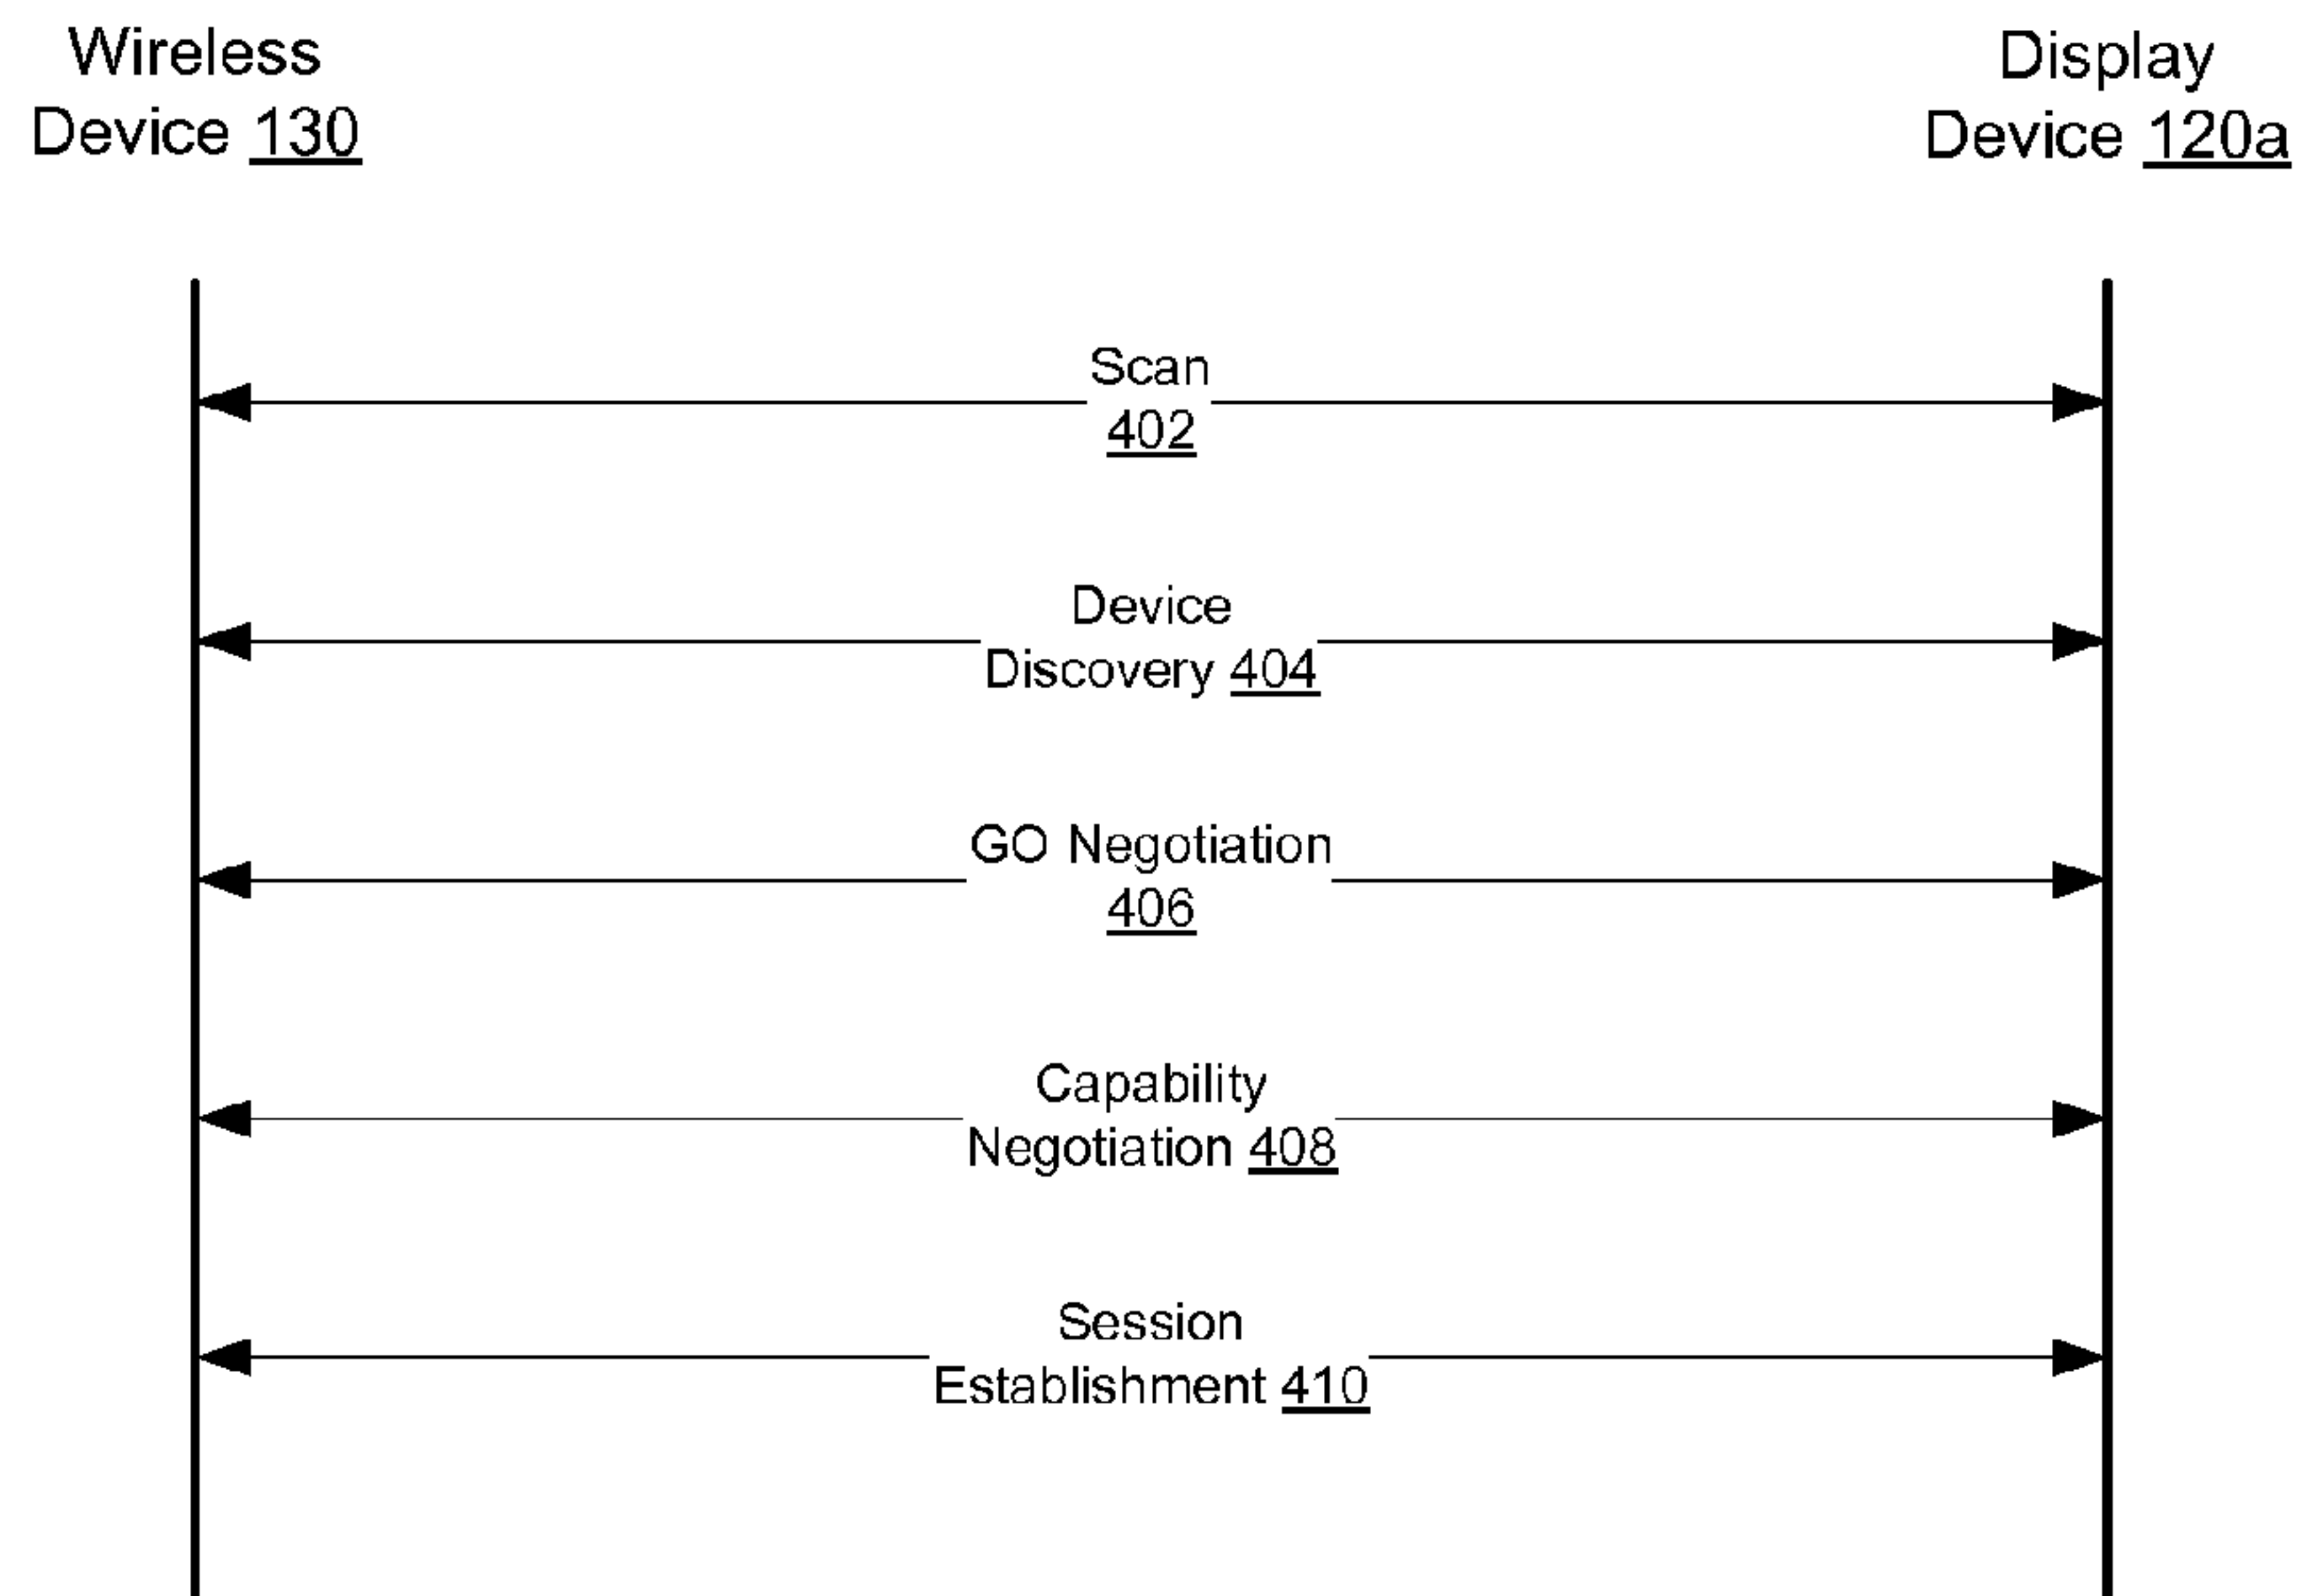 Wireless
Device 130
Display
Device 120a
Scan
402
Device
Discovery 404
GO Negotiation
406
Capability
Negotiation 408
Session
Establishment 410